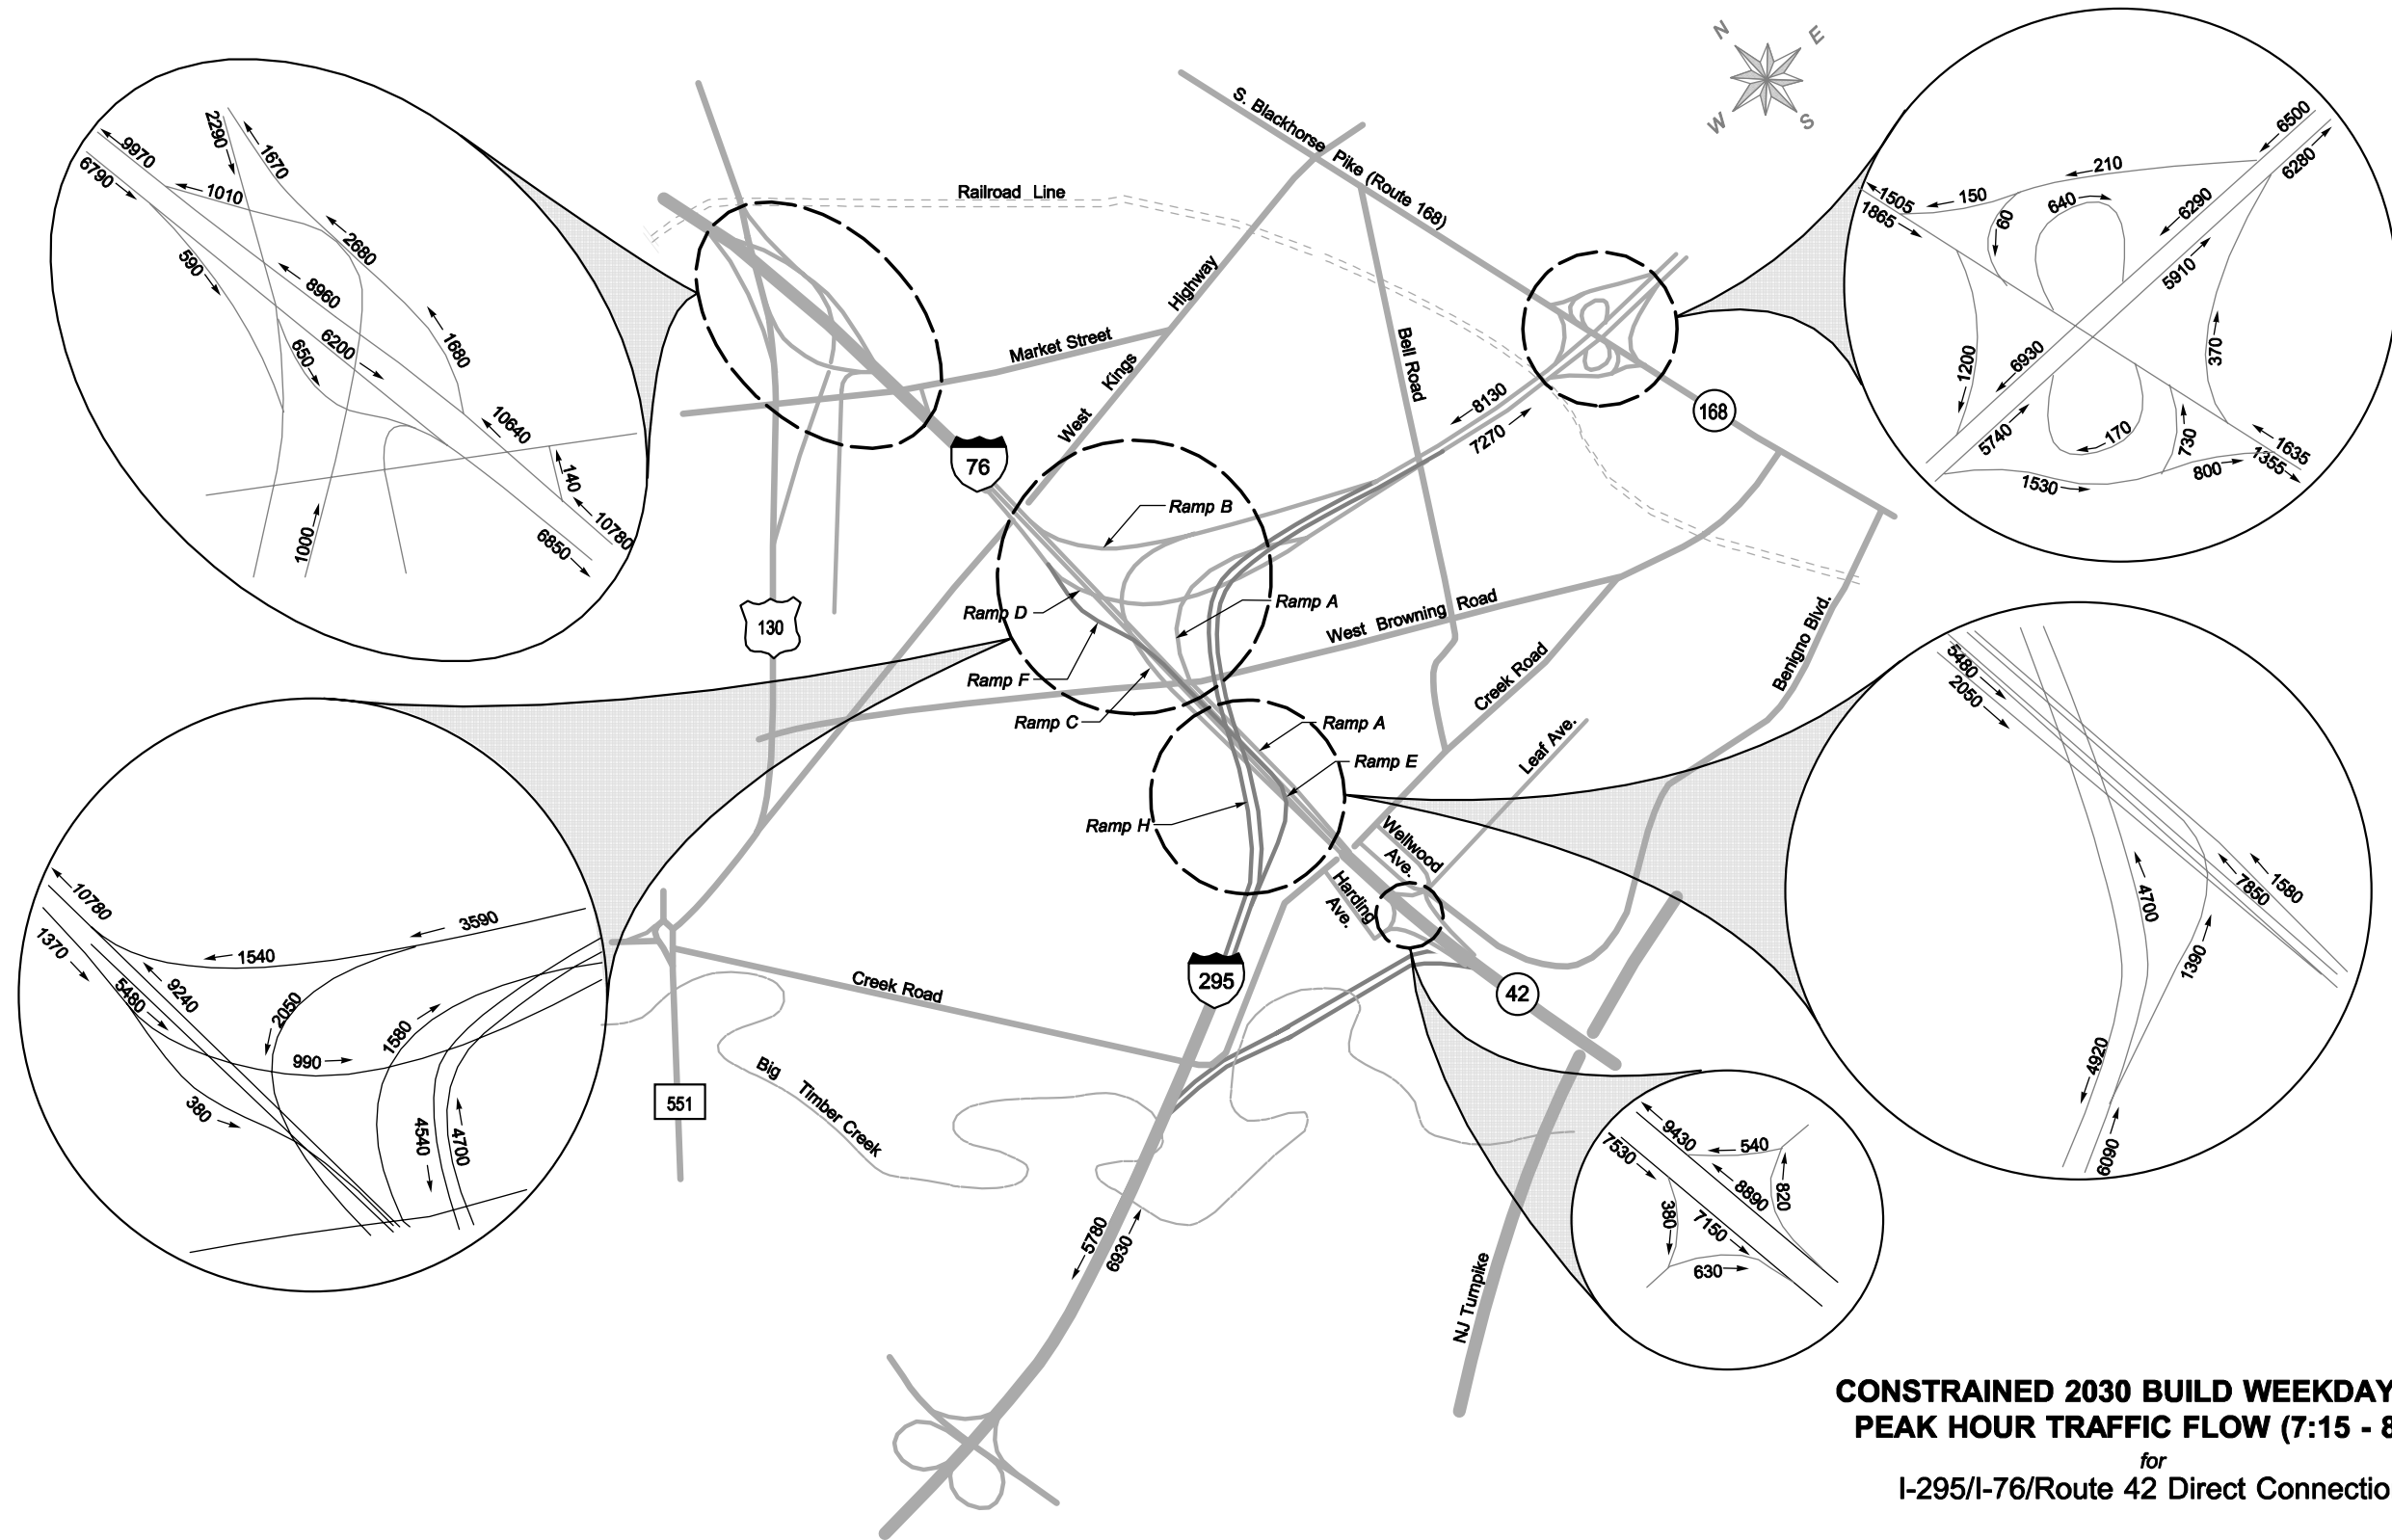 N
E
W
S
S. Blackhorse Pike (Route 168)
Railroad Line
West Kings Highway
Market Street
Bell Road
168
76
130
8130
7270
Ramp B
Ramp A
Ramp D
Ramp F
Ramp C
West Browning Road
Creek Road
Benigno Blvd.
Leaf Ave.
Ramp A
Ramp E
Ramp H
Wellwood Ave.
Harding Ave.
295
42
Creek Road
Big Timber Creek
551
5780
6930
NJ Turnpike
9970
6790
2290
1670
1010
2680
590
8960
6200
650
1680
10640
140
10780
1000
6850
6500
6280
210
150
1505
1865
60
640
6290
5910
1200
6930
5740
370
170
730
1530
800
1635
1355
10780
1370
3590
1540
9240
5480
2050
1580
990
380
4540
4700
5480
2050
4700
7850
1580
1390
4920
6090
9430
7530
540
8890
820
380
7150
630
CONSTRAINED 2030 BUILD WEEKDAY
PEAK HOUR TRAFFIC FLOW (7:15 - 8
for
I-295/I-76/Route 42 Direct Connectio